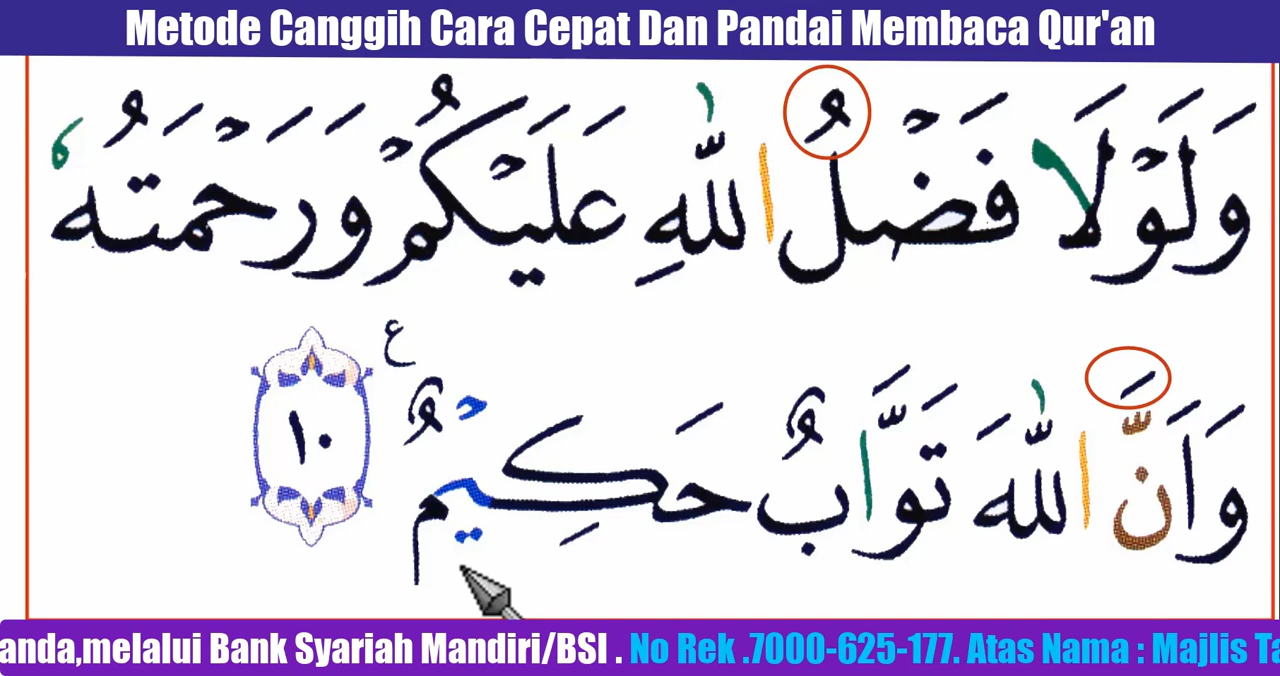 Metode Canggih Cara Cepat Dan Pandai Membaca Qur'an
وَلَوْلَا فَضْلُ اللّٰهِ عَلَيْكُمْ وَرَحْمَتُهٗ
وَاَنَّ اللّٰهَ تَوَّابٌ حَكِيْمٌ ع ١٠
anda,melalui Bank Syariah Mandiri/BSI . No Rek .7000-625-177. Atas Nama : Majlis Ta